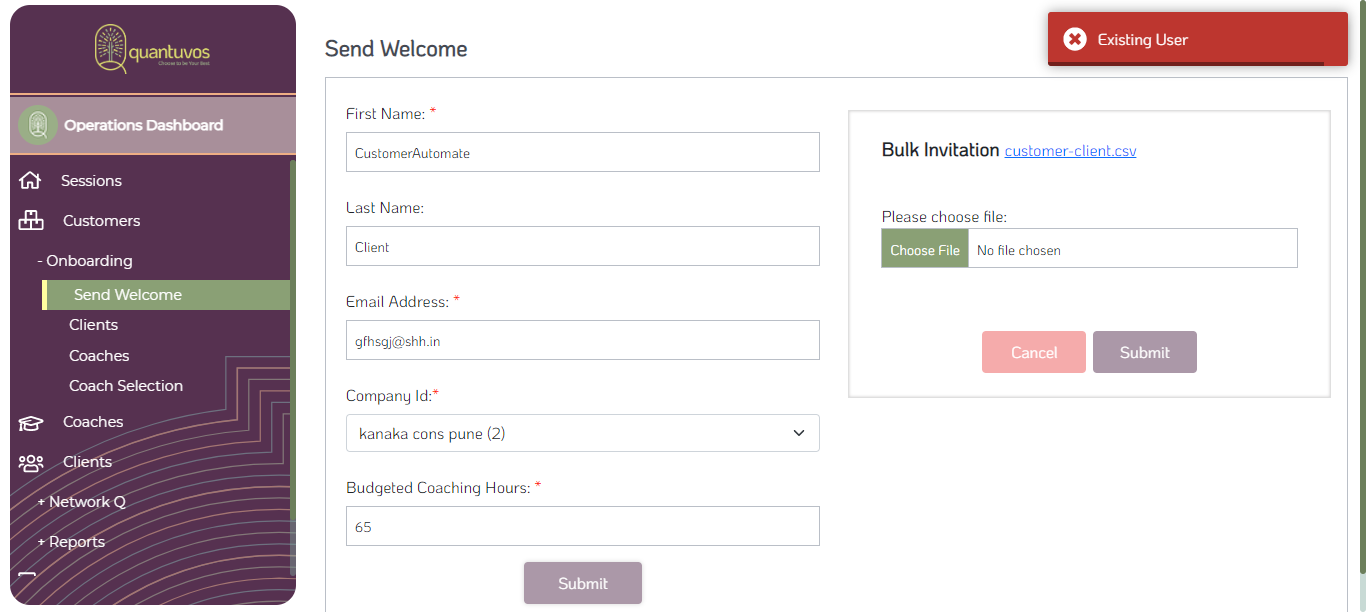 quantuvos
Choose to be Your Best
Operations Dashboard
Sessions
Customers
- Onboarding
Send Welcome
Clients
Coaches
Coach Selection
Coaches
Clients
+ Network Q
+ Reports
Send Welcome
Existing User
First Name: *
CustomerAutomate
Last Name:
Client
Email Address: *
gfhsgj@shh.in
Company Id:*
kanaka cons pune (2)
Budgeted Coaching Hours: *
65
Submit
Bulk Invitation customer-client.csv
Please choose file:
Choose File No file chosen
Cancel Submit